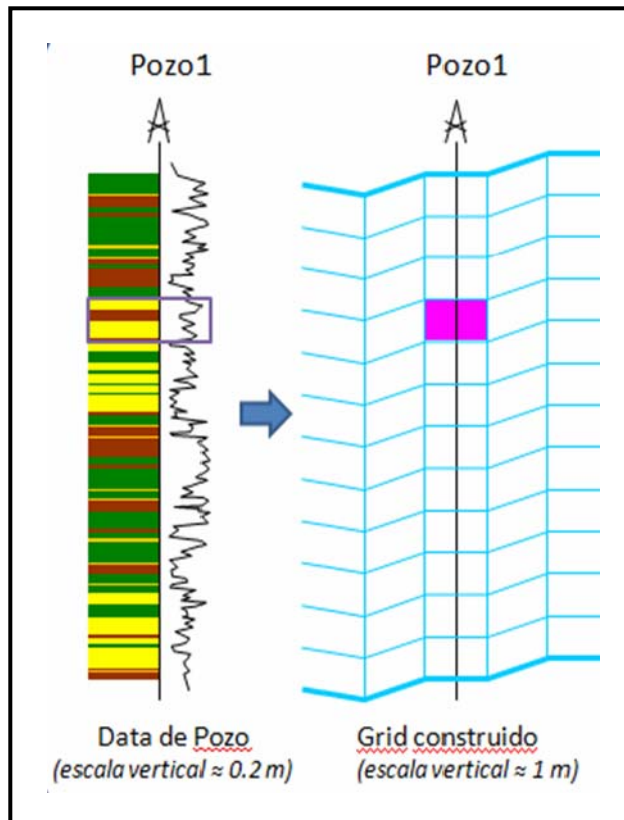 Pozo1
Pozo1
Data de Pozo
(escala vertical ≈ 0.2 m)
Grid construido
(escala vertical ≈ 1 m)